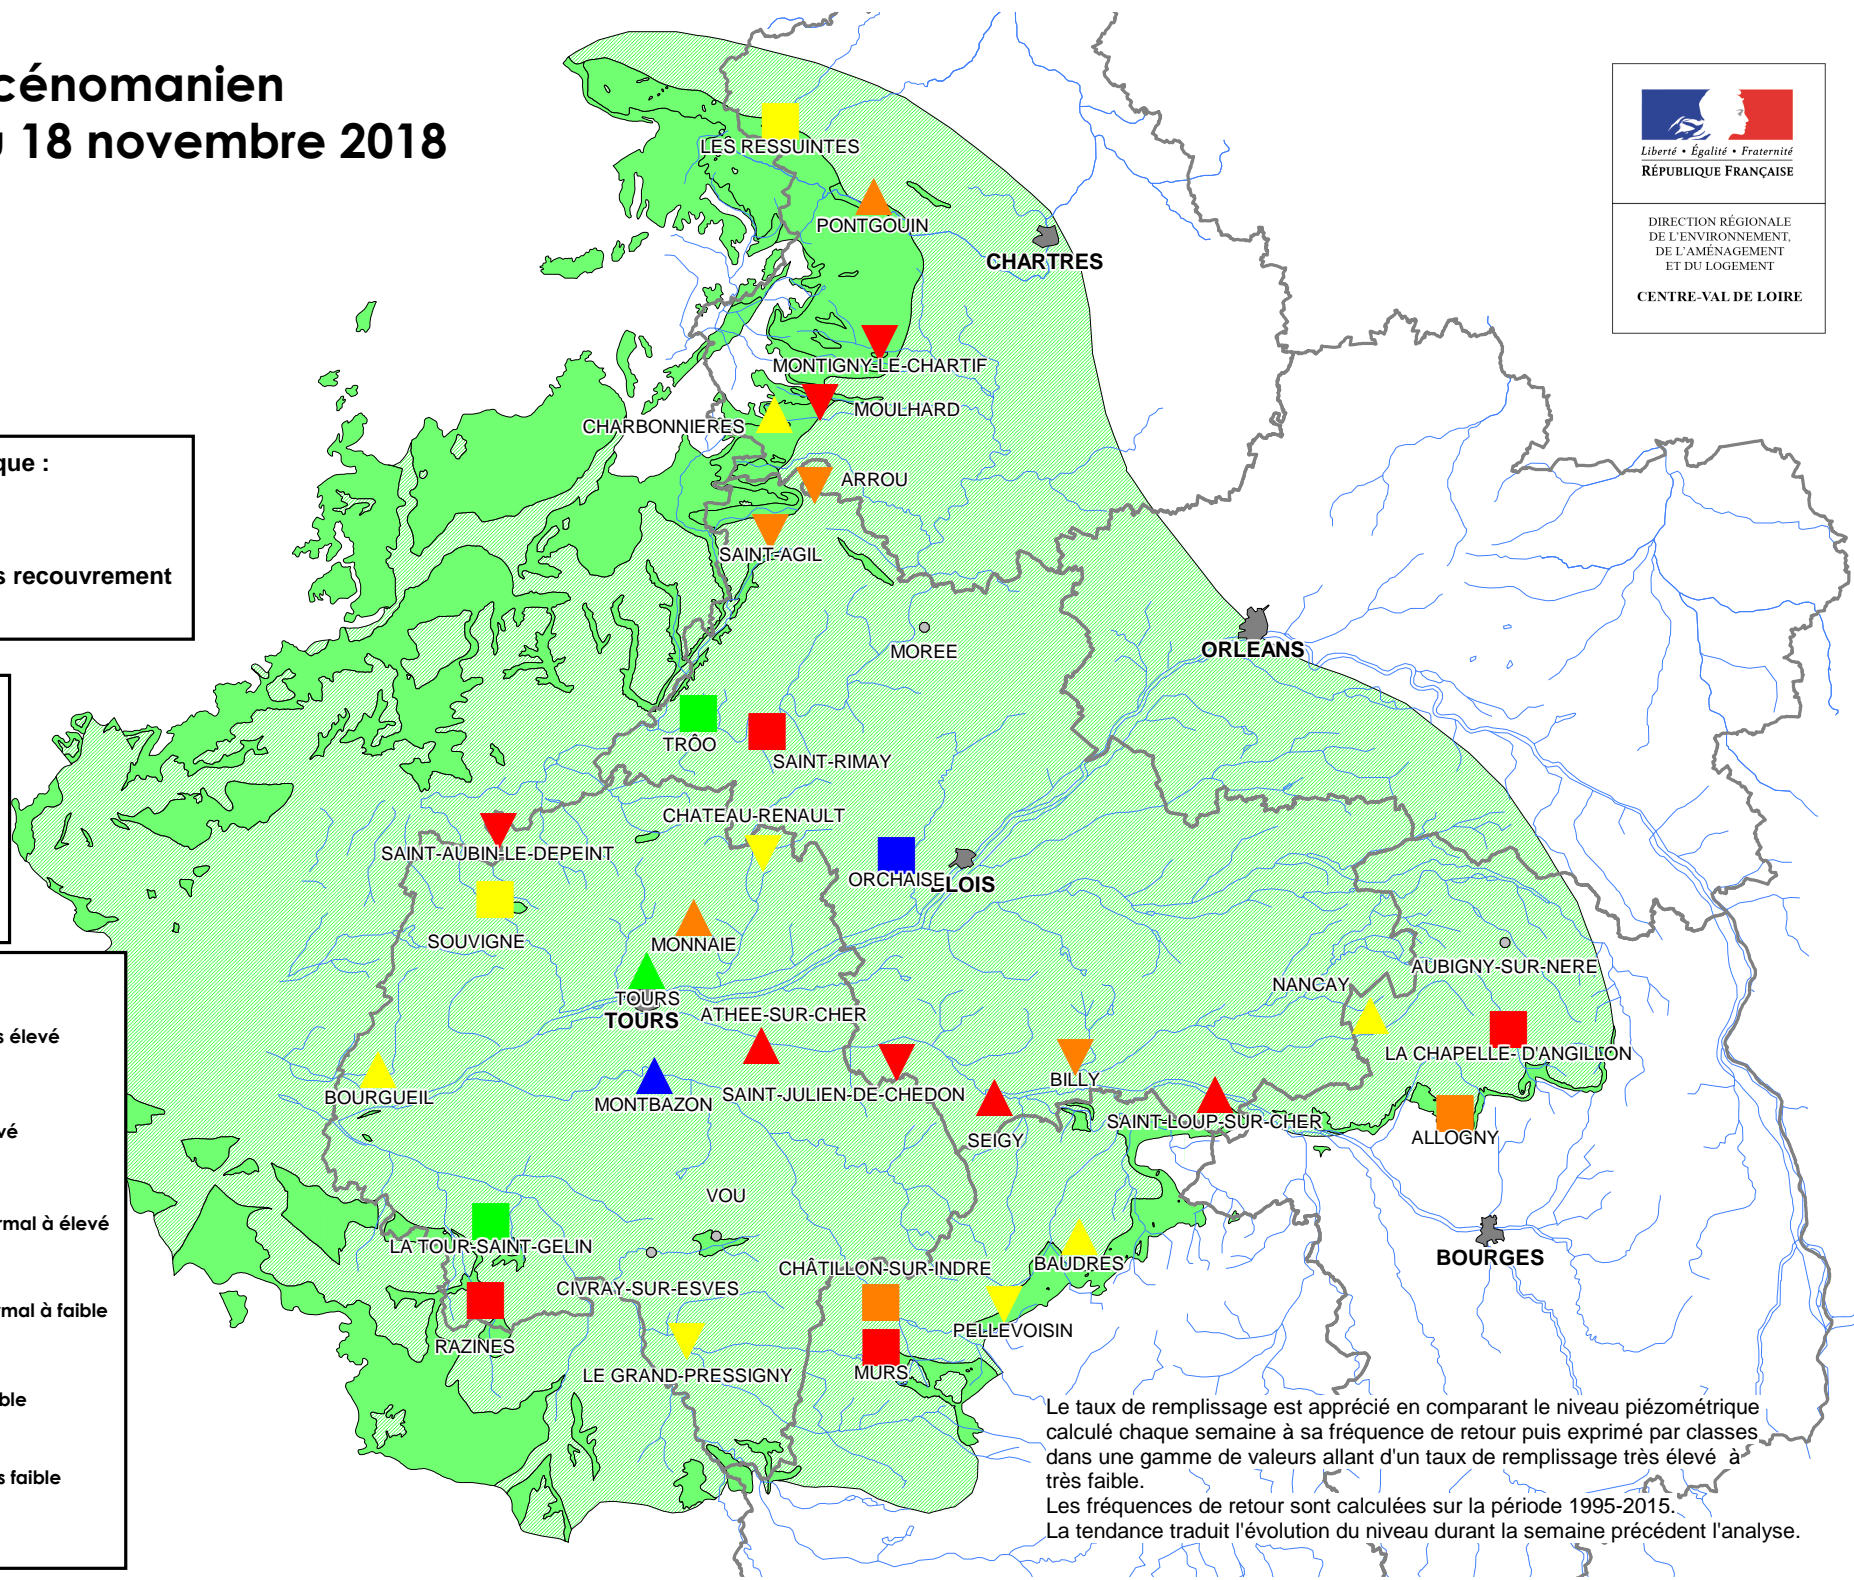 cénomanien
18 novembre 2018
Liberté • Égalité • Fraternité
RÉPUBLIQUE FRANÇAISE
DIRECTION RÉGIONALE
DE L'ENVIRONNEMENT,
DE L'AMÉNAGEMENT
ET DU LOGEMENT
CENTRE-VAL DE LOIRE
LES RESSUINTES
PONTGOUIN
CHARTRES
MONTIGNY-LE-CHARTIF
MOULHARD
CHARBONNIERES
que :
ARROU
SAINT-AGIL
s recouvrement
MOREE
ORLEANS
TRÔO
SAINT-RIMAY
CHATEAU-RENAULT
SAINT-AUBIN-LE-DEPEINT
ORCHAISE
BLOIS
SOUVIGNE
MONNAIE
AUBIGNY-SUR-NERE
NANCAY
TOURS
TOURS
ATHEE-SUR-CHER
s élevé
LA CHAPELLE- D'ANGILLON
BILLY
BOURGUEIL
MONTBAZON
SAINT-JULIEN-DE-CHEDON
SAINT-LOUP-SUR-CHER
vé
SEIGY
ALLOGNY
VOU
rmal à élevé
LA TOUR-SAINT-GELIN
BOURGES
CHÂTILLON-SUR-INDRE
BAUDRES
CIVRAY-SUR-ESVES
rmal à faible
PELLEVOISIN
RAZINES
LE GRAND-PRESSIGNY
MURS
ble
s faible
Le taux de remplissage est apprécié en comparant le niveau piézométrique
calculé chaque semaine à sa fréquence de retour puis exprimé par classes
dans une gamme de valeurs allant d'un taux de remplissage très élevé à
très faible.
Les fréquences de retour sont calculées sur la période 1995-2015.
La tendance traduit l'évolution du niveau durant la semaine précédent l'analyse.